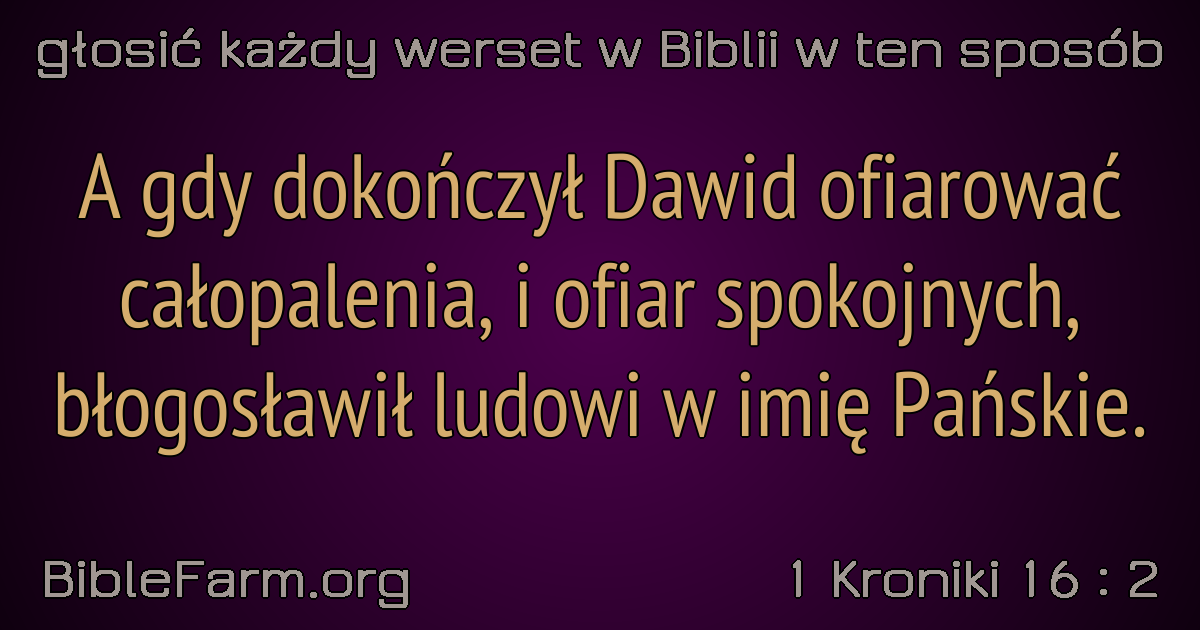 głosić każdy werset w Biblii w ten sposób
A gdy dokończył Dawid ofiarować
całopalenia, i ofiar spokojnych,
błogosławił ludowi w imię Pańskie.
BibleFarm.org
1 Kroniki 16 : 2